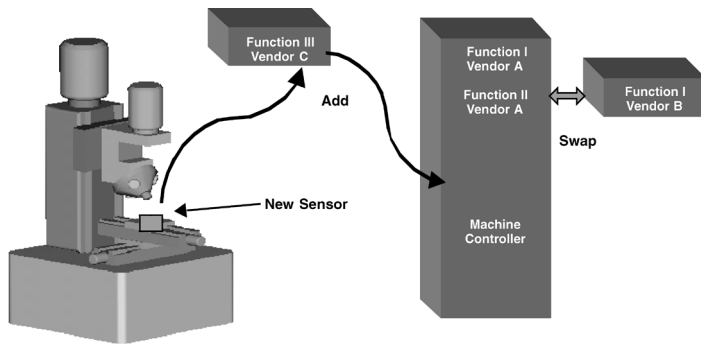 Function III
Vendor C
Add
New Sensor
Function I
Vendor A
Function II
Vendor A
Machine
Controller
Function I
Vendor B
Swap